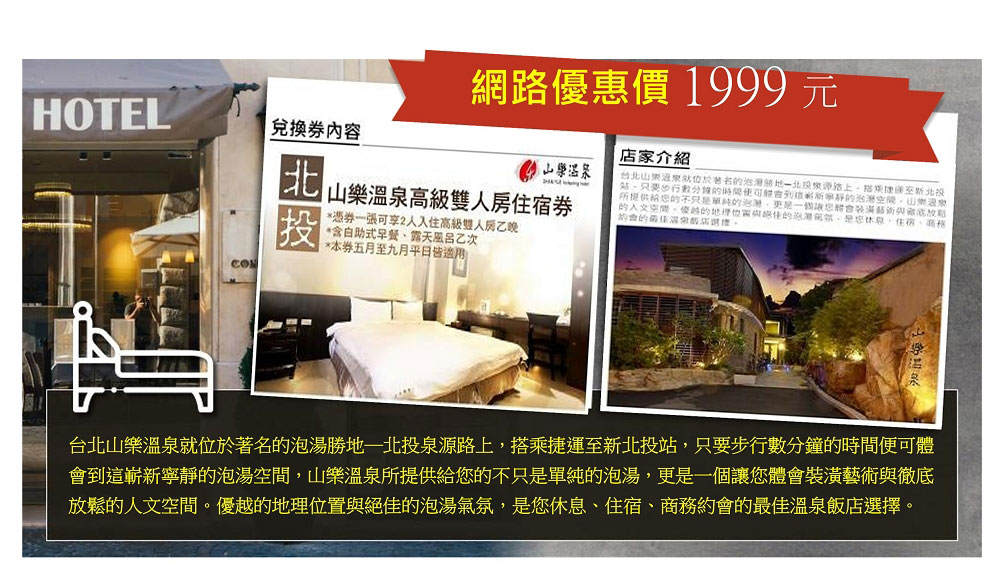 網路優惠價 1999 元
HOTEL
兌換券內容
山樂溫泉
北投
山樂溫泉高級雙人房住宿券
*憑券一張可享2人入住高級雙人房乙晚
*含自助式早餐、露天風呂乙次
*本券五月至九月平日皆適用
店家介紹
台北山樂溫泉就位於著名的泡湯勝地—北投泉源路上，搭乘捷運至新北投
站，只要步行數分鐘的時間便可體會到這嶄新寧靜的泡湯空間，山樂溫泉
所提供給您的不只是單純的泡湯，更是一個讓您體會裝潢藝術與徹底放鬆
的人文空間。優越的地理位置與絕佳的泡湯氣氛，是您休息、住宿、商務
約會的最佳溫泉飯店選擇。
山樂溫泉
CON
台北山樂溫泉就位於著名的泡湯勝地—北投泉源路上，搭乘捷運至新北投站，只要步行數分鐘的時間便可體
會到這嶄新寧靜的泡湯空間，山樂溫泉所提供給您的不只是單純的泡湯，更是一個讓您體會裝潢藝術與徹底
放鬆的人文空間。優越的地理位置與絕佳的泡湯氣氛，是您休息、住宿、商務約會的最佳溫泉飯店選擇。